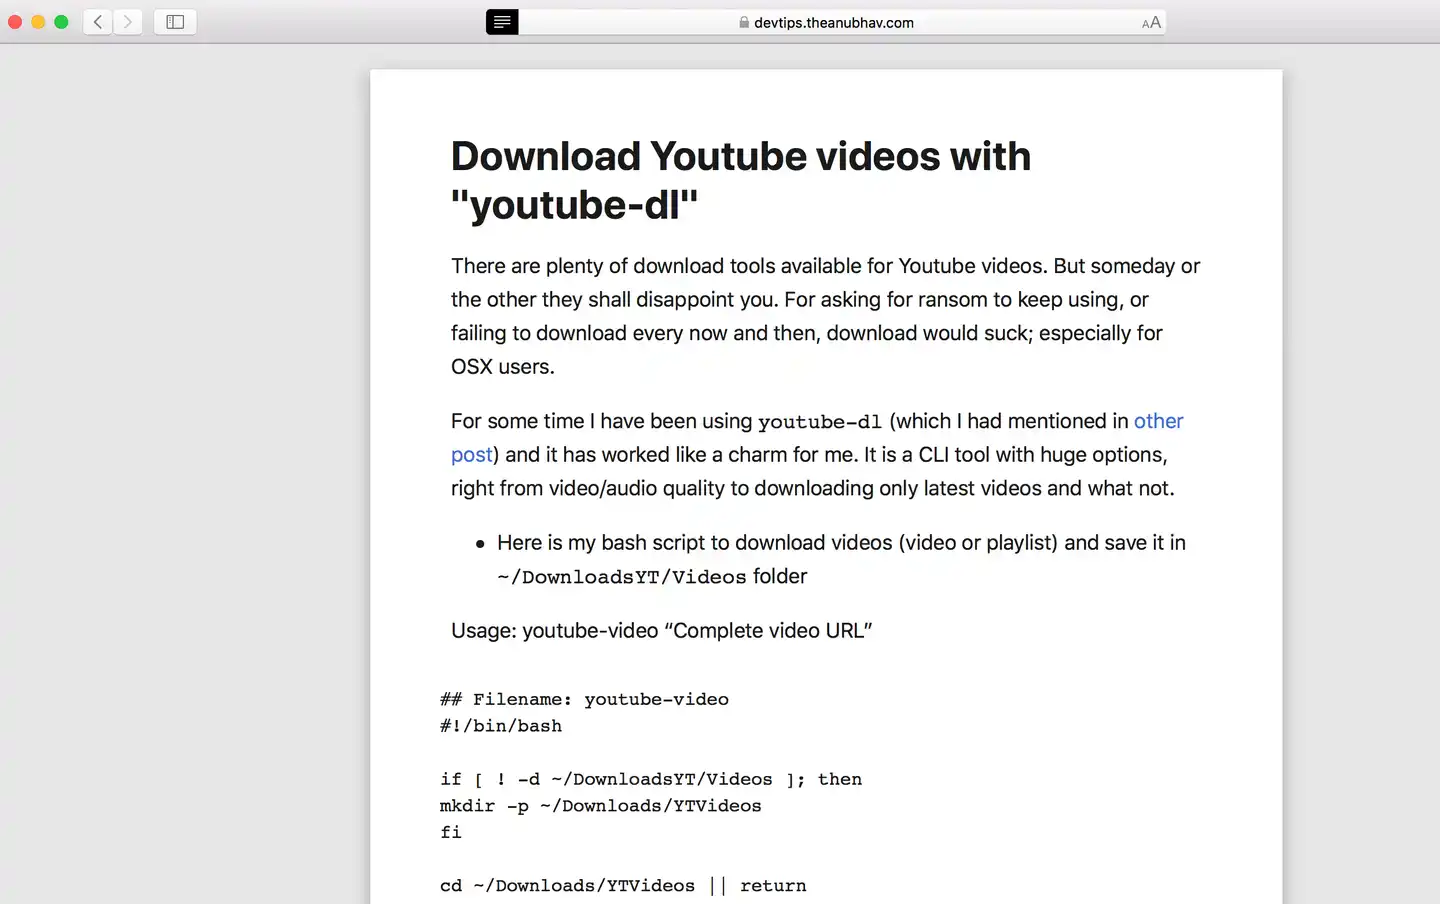 devtips.theanubhav.com
AA
Download Youtube videos with
"youtube-dl"
There are plenty of download tools available for Youtube videos. But someday or
the other they shall disappoint you. For asking for ransom to keep using, or
failing to download every now and then, download would suck; especially for
OSX users.
For some time I have been using youtube-dl (which I had mentioned in other
post) and it has worked like a charm for me. It is a CLI tool with huge options,
right from video/audio quality to downloading only latest videos and what not.
• Here is my bash script to download videos (video or playlist) and save it in
~/DownloadsYT/Videos folder
Usage: youtube-video “Complete video URL”
## Filename: youtube-video
#!/bin/bash
if [ ! -d ~/DownloadsYT/Videos ]; then
mkdir -p ~/Downloads/YTVideos
fi
cd ~/Downloads/YTVideos || return